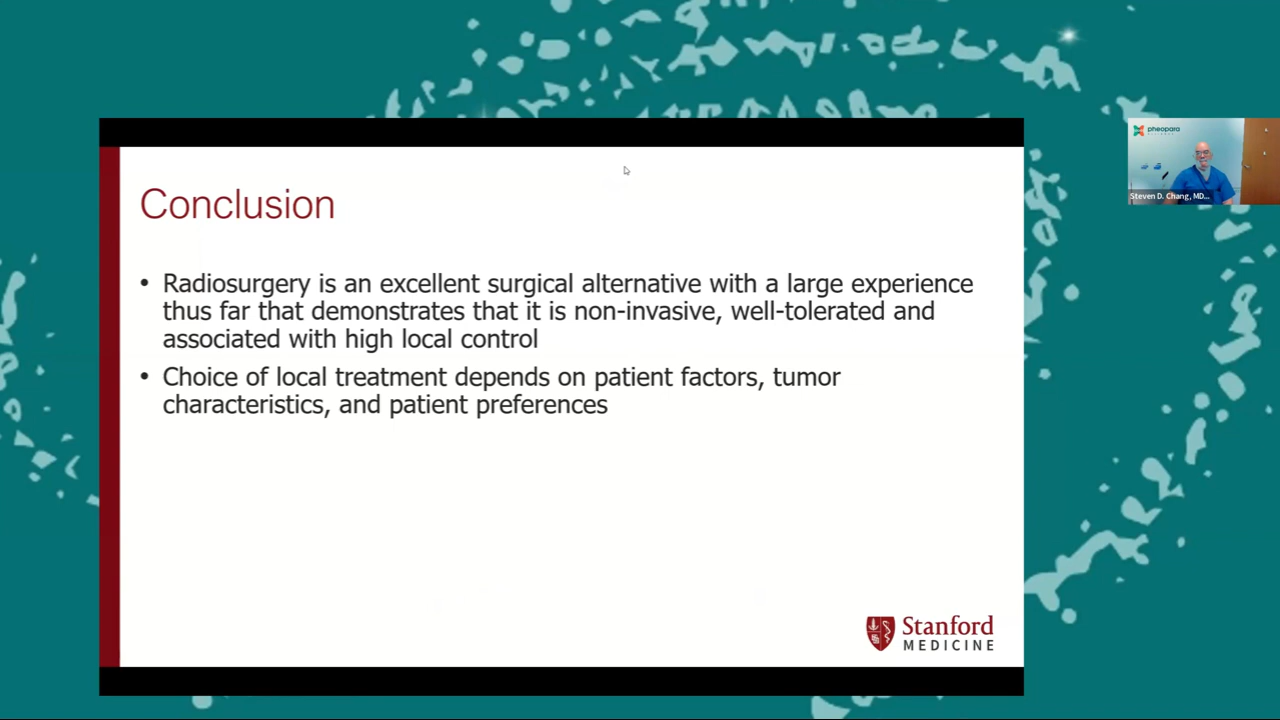 Conclusion
• Radiosurgery is an excellent surgical alternative with a large experience
thus far that demonstrates that it is non-invasive, well-tolerated and
associated with high local control
• Choice of local treatment depends on patient factors, tumor
characteristics, and patient preferences
Stanford
MEDICINE
pheopara
Steven D. Chang, MD...